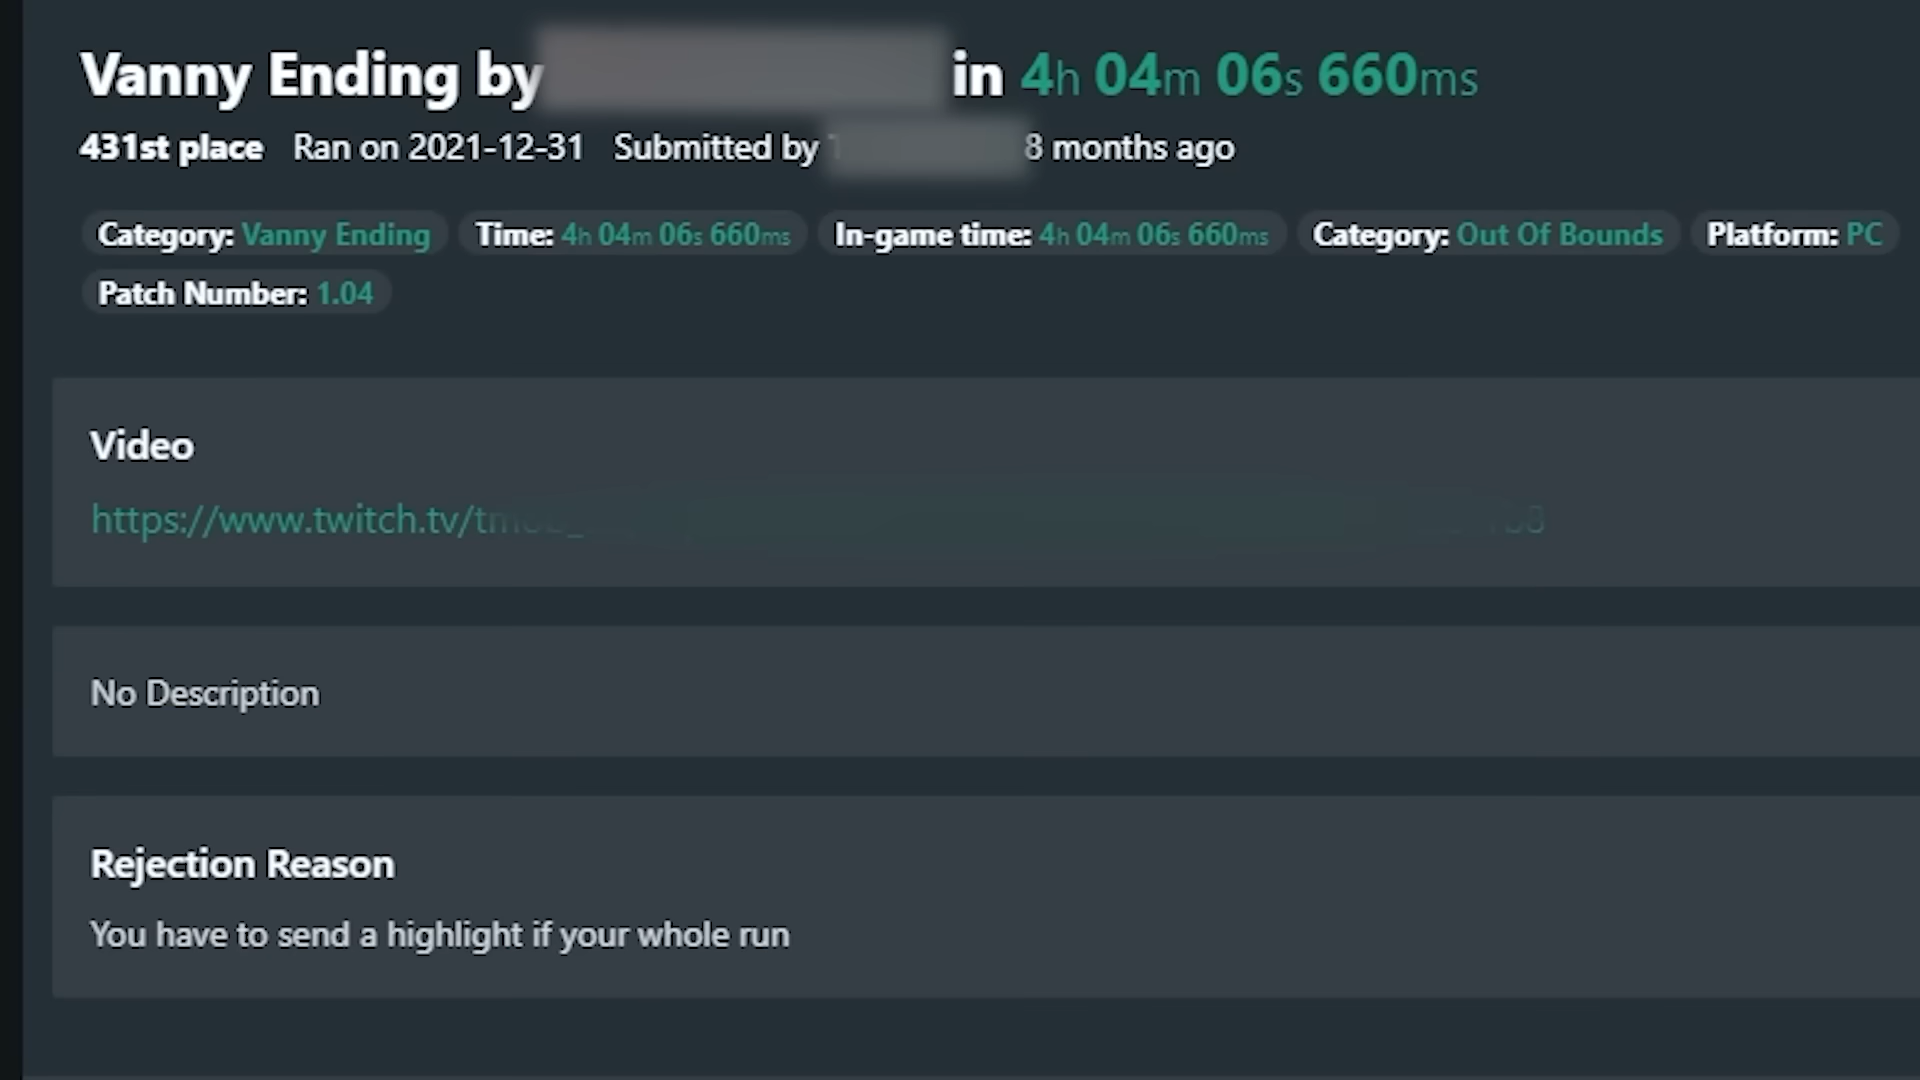 Vanny Ending by in 4h 04m 06s 660ms
431st place Ran on 2021-12-31 Submitted by 8 months ago
Category: Vanny Ending Time: 4h 04m 06s 660ms In-game time: 4h 04m 06s 660ms Category: Out Of Bounds Platform: PC
Patch Number: 1.04
Video
https://www.twitch.tv/
No Description
Rejection Reason
You have to send a highlight if your whole run